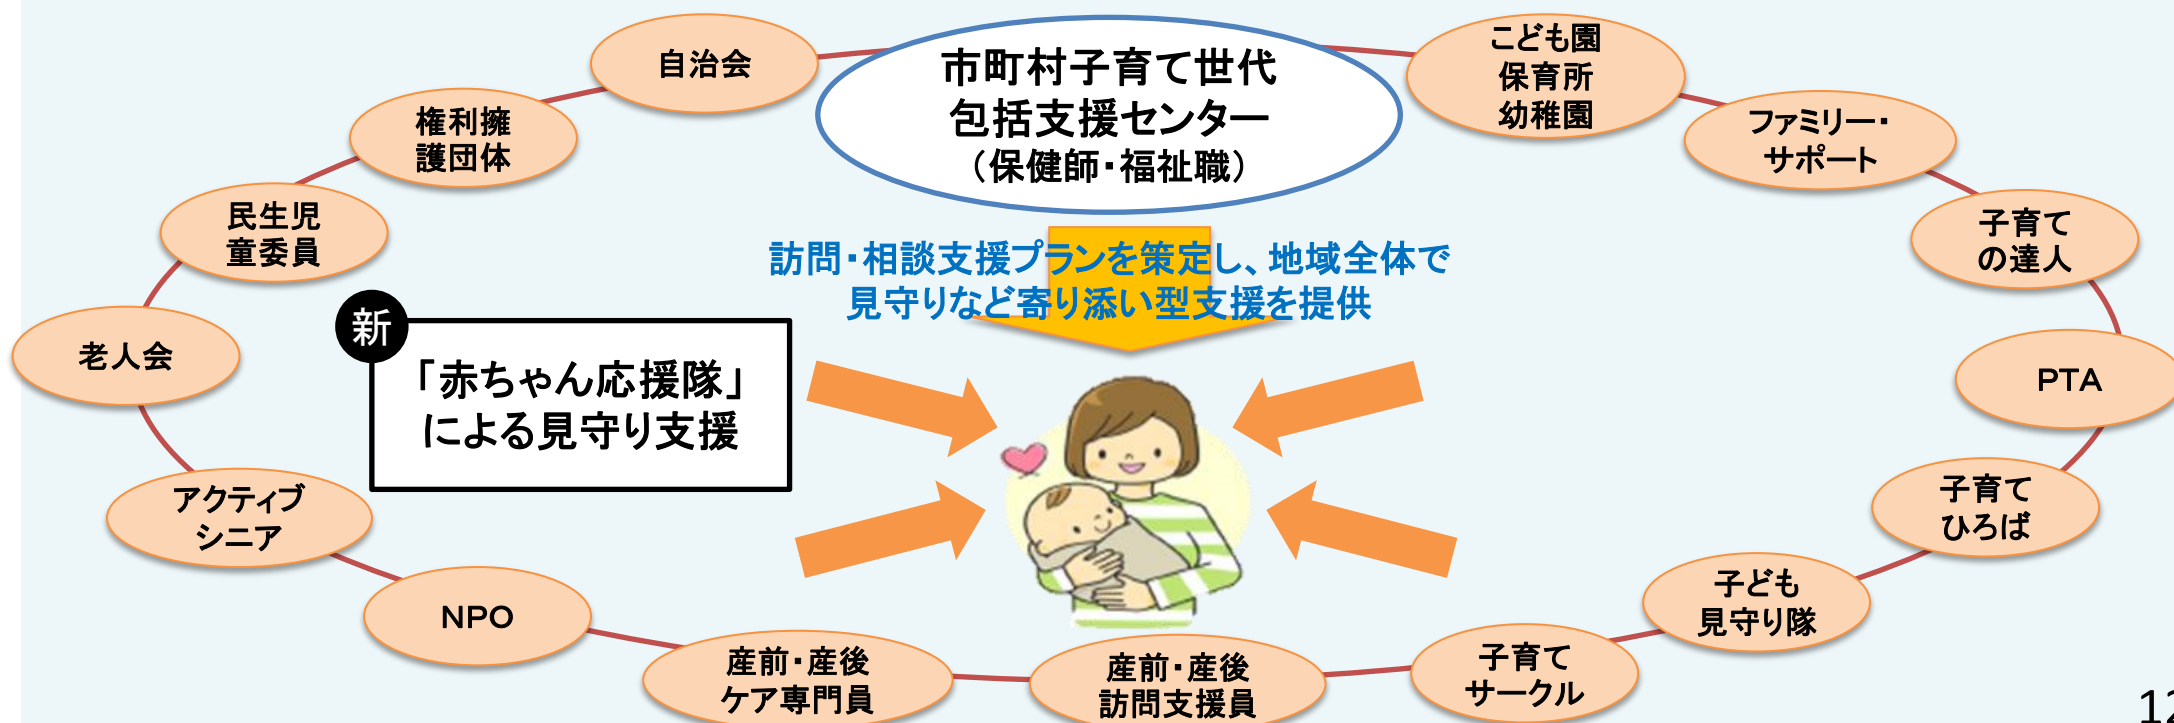 自治会
市町村子育て世代
包括支援センター
（保健師・福祉職）
こども園
保育所
幼稚園
権利擁
護団体
ファミリー・
サポート
民生児
童委員
子育て
の達人
訪問・相談支援プランを策定し、地域全体で
見守りなど寄り添い型支援を提供
老人会
新
「赤ちゃん応援隊」
による見守り支援
PTA
アクティブ
シニア
子育て
ひろば
NPO
子ども
見守り隊
産前・産後
ケア専門員
産前・産後
訪問支援員
子育て
サークル
12